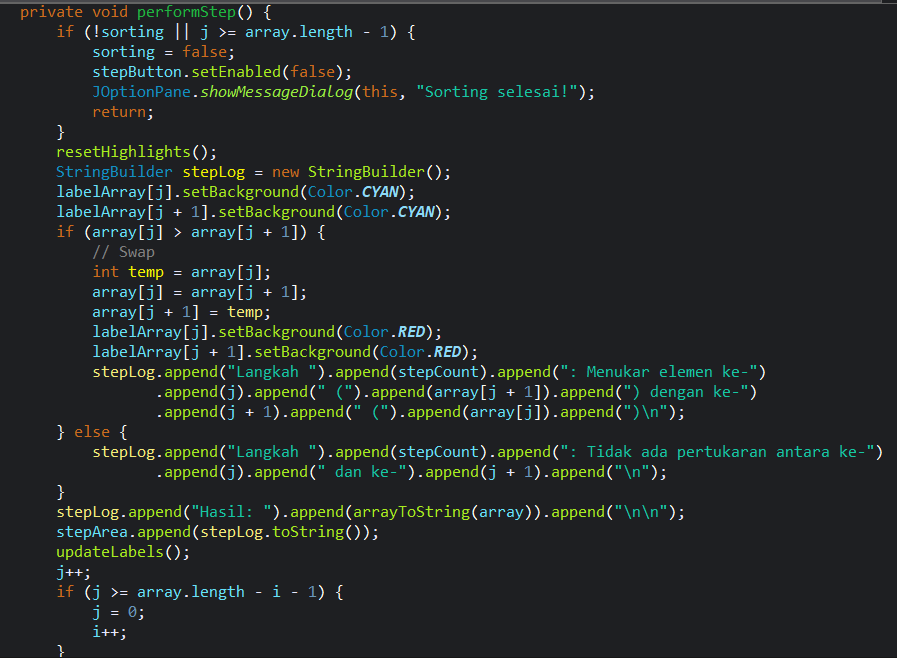 private void performStep() {
    if (!sorting || j >= array.length - 1) {
        sorting = false;
        stepButton.setEnabled(false);
        JOptionPane.showMessageDialog(this, "Sorting selesai!");
        return;
    }
    resetHighlights();
    StringBuilder stepLog = new StringBuilder();
    labelArray[j].setBackground(Color.CYAN);
    labelArray[j + 1].setBackground(Color.CYAN);
    if (array[j] > array[j + 1]) {
        // Swap
        int temp = array[j];
        array[j] = array[j + 1];
        array[j + 1] = temp;
        labelArray[j].setBackground(Color.RED);
        labelArray[j + 1].setBackground(Color.RED);
        stepLog.append("Langkah ").append(stepCount).append(": Menukar elemen ke-")
               .append(j).append(" (").append(array[j + 1]).append(") dengan ke-")
               .append(j + 1).append(" (").append(array[j]).append(")\n");
    } else {
        stepLog.append("Langkah ").append(stepCount).append(": Tidak ada pertukaran antara ke-")
               .append(j).append(" dan ke-").append(j + 1).append("\n");
    }
    stepLog.append("Hasil: ").append(arrayToString(array)).append("\n\n");
    stepArea.append(stepLog.toString());
    updateLabels();
    j++;
    if (j >= array.length - i - 1) {
        j = 0;
        i++;
    }